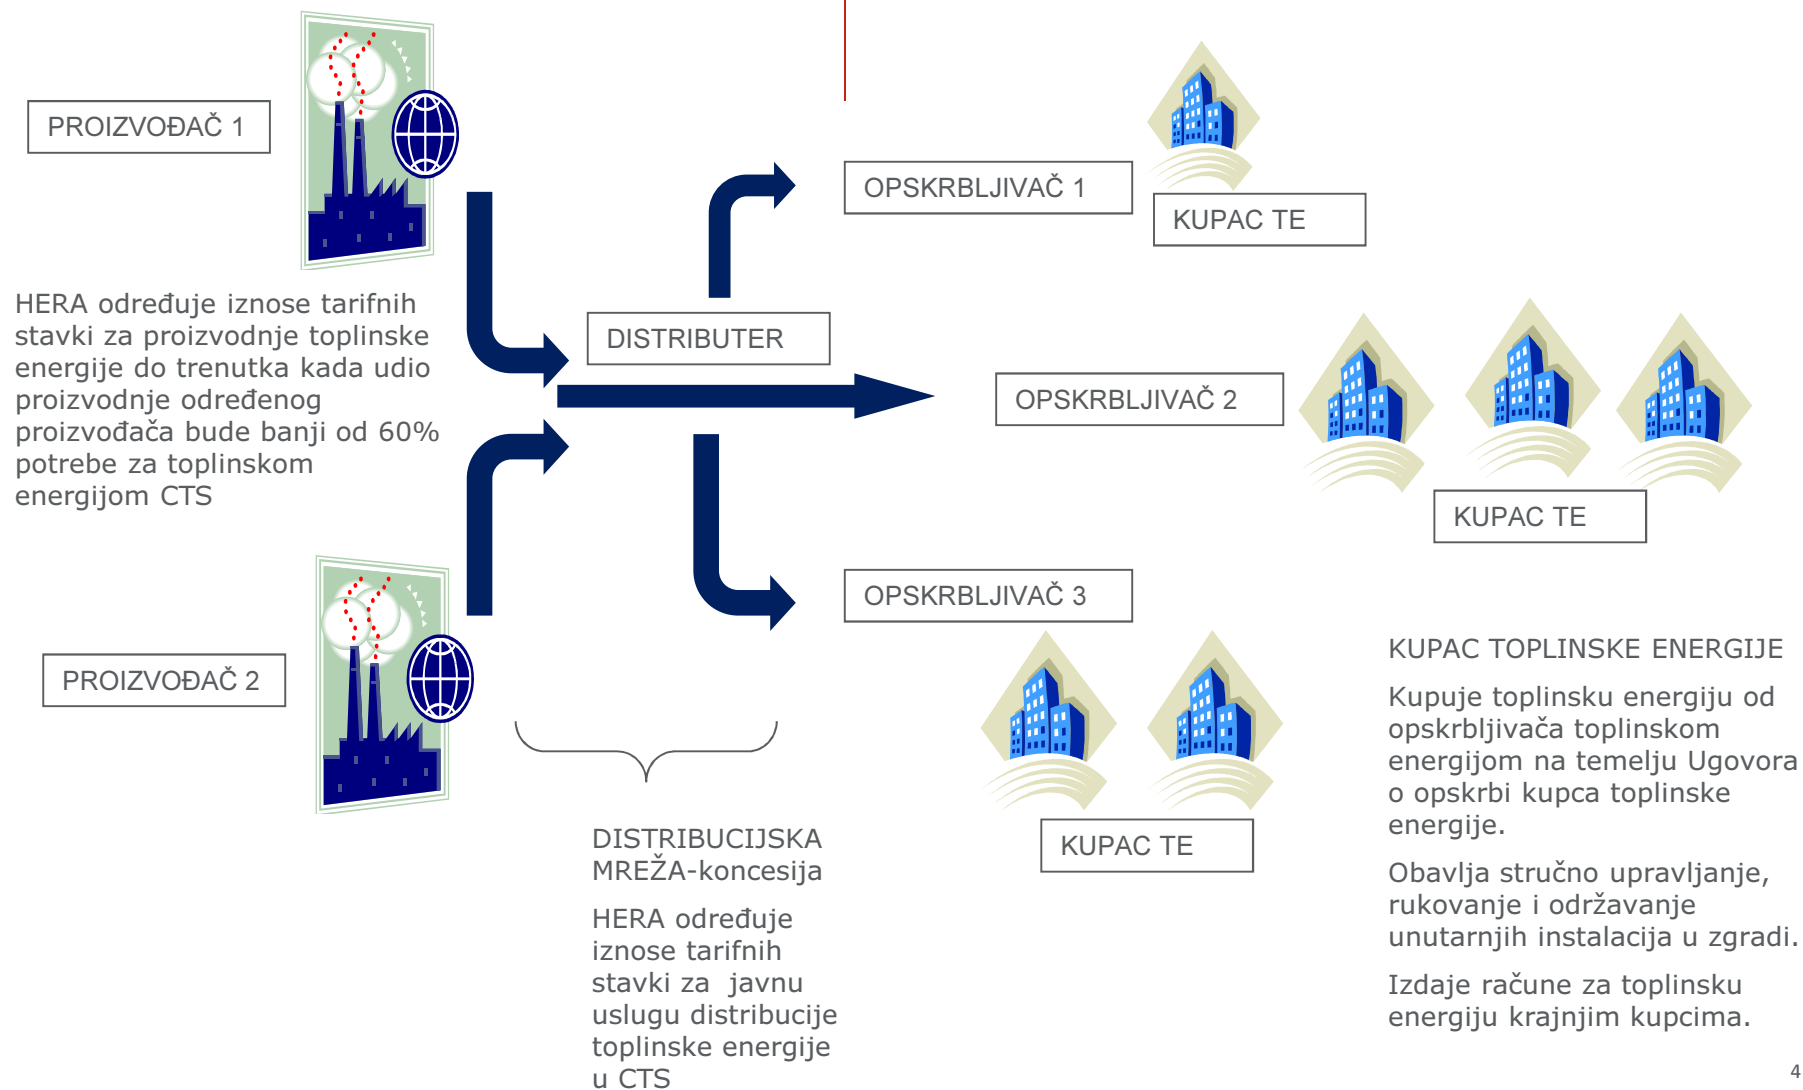 PROIZVOĐAČ 1
HERA određuje iznose tarifnih
stavki za proizvodnje toplinske
energije do trenutka kada udio
proizvodnje određenog
proizvođača bude banji od 60%
potrebe za toplinskom
energijom CTS
PROIZVOĐAČ 2
DISTRIBUTER
DISTRIBUCIJSKA
MREŽA-koncesija
HERA određuje
iznose tarifnih
stavki za  javnu
uslugu distribucije
toplinske energije
u CTS
OPSKRBLJIVAČ 1
KUPAC TE
OPSKRBLJIVAČ 2
KUPAC TE
OPSKRBLJIVAČ 3
KUPAC TE
KUPAC TOPLINSKE ENERGIJE
Kupuje toplinsku energiju od
opskrbljivača toplinskom
energijom na temelju Ugovora
o opskrbi kupca toplinske
energije.
Obavlja stručno upravljanje,
rukovanje i održavanje
unutarnjih instalacija u zgradi.
Izdaje račune za toplinsku
energiju krajnjim kupcima.
4